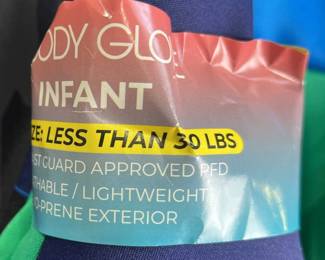 ODY GLO
INFANT
ZE: LESS THAN 30 LBS
ST GUARD APPROVED PFD
THABLE / LIGHTWEIGHT
PRENE EXTERIOR